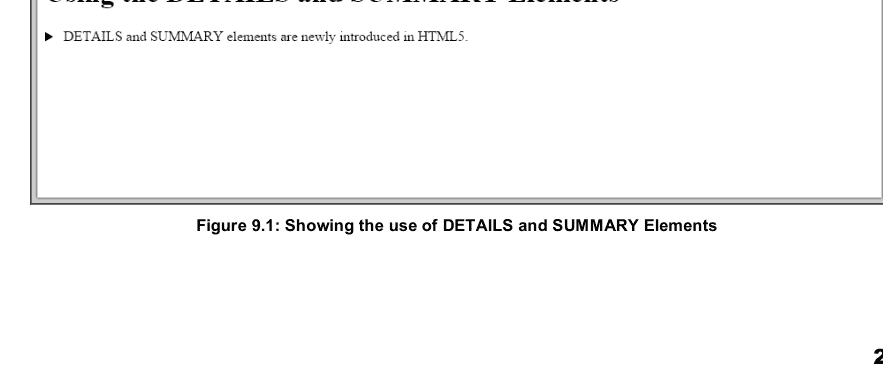 Using the DETAILS and SUMMARY Elements
▶ DETAILS and SUMMARY elements are newly introduced in HTML5.
Figure 9.1: Showing the use of DETAILS and SUMMARY Elements
2